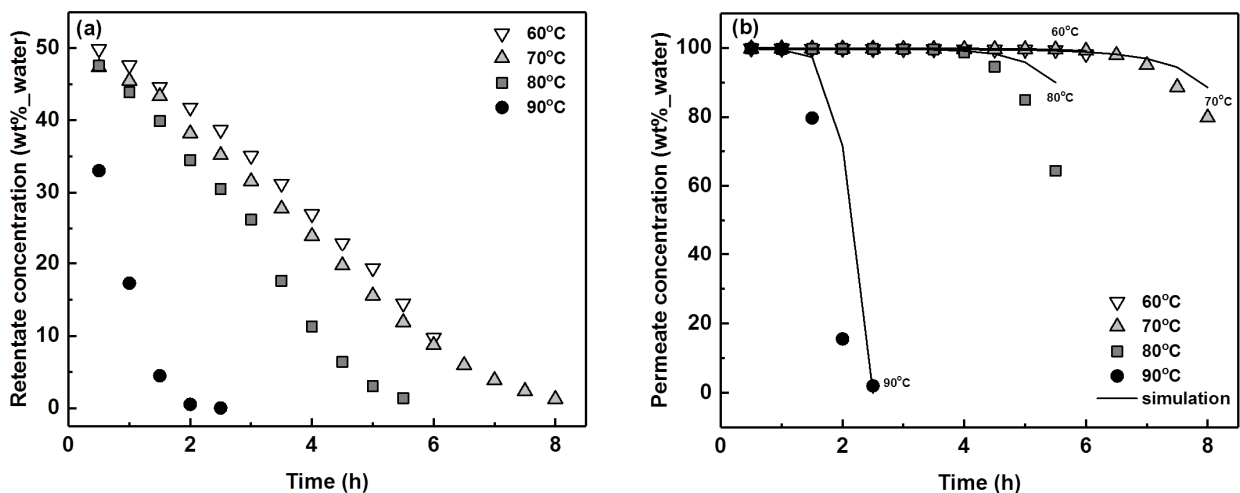 (a)
60°C
70°C
80°C
90°C
Retentate concentration (wt%_water)
50
40
30
20
10
0
0 2 4 6 8
Time (h)
(b)
60°C
80°C
70°C
90°C
60°C
70°C
80°C
90°C
simulation
Permeate concentration (wt%_water)
100
80
60
40
20
0
0 2 4 6 8
Time (h)